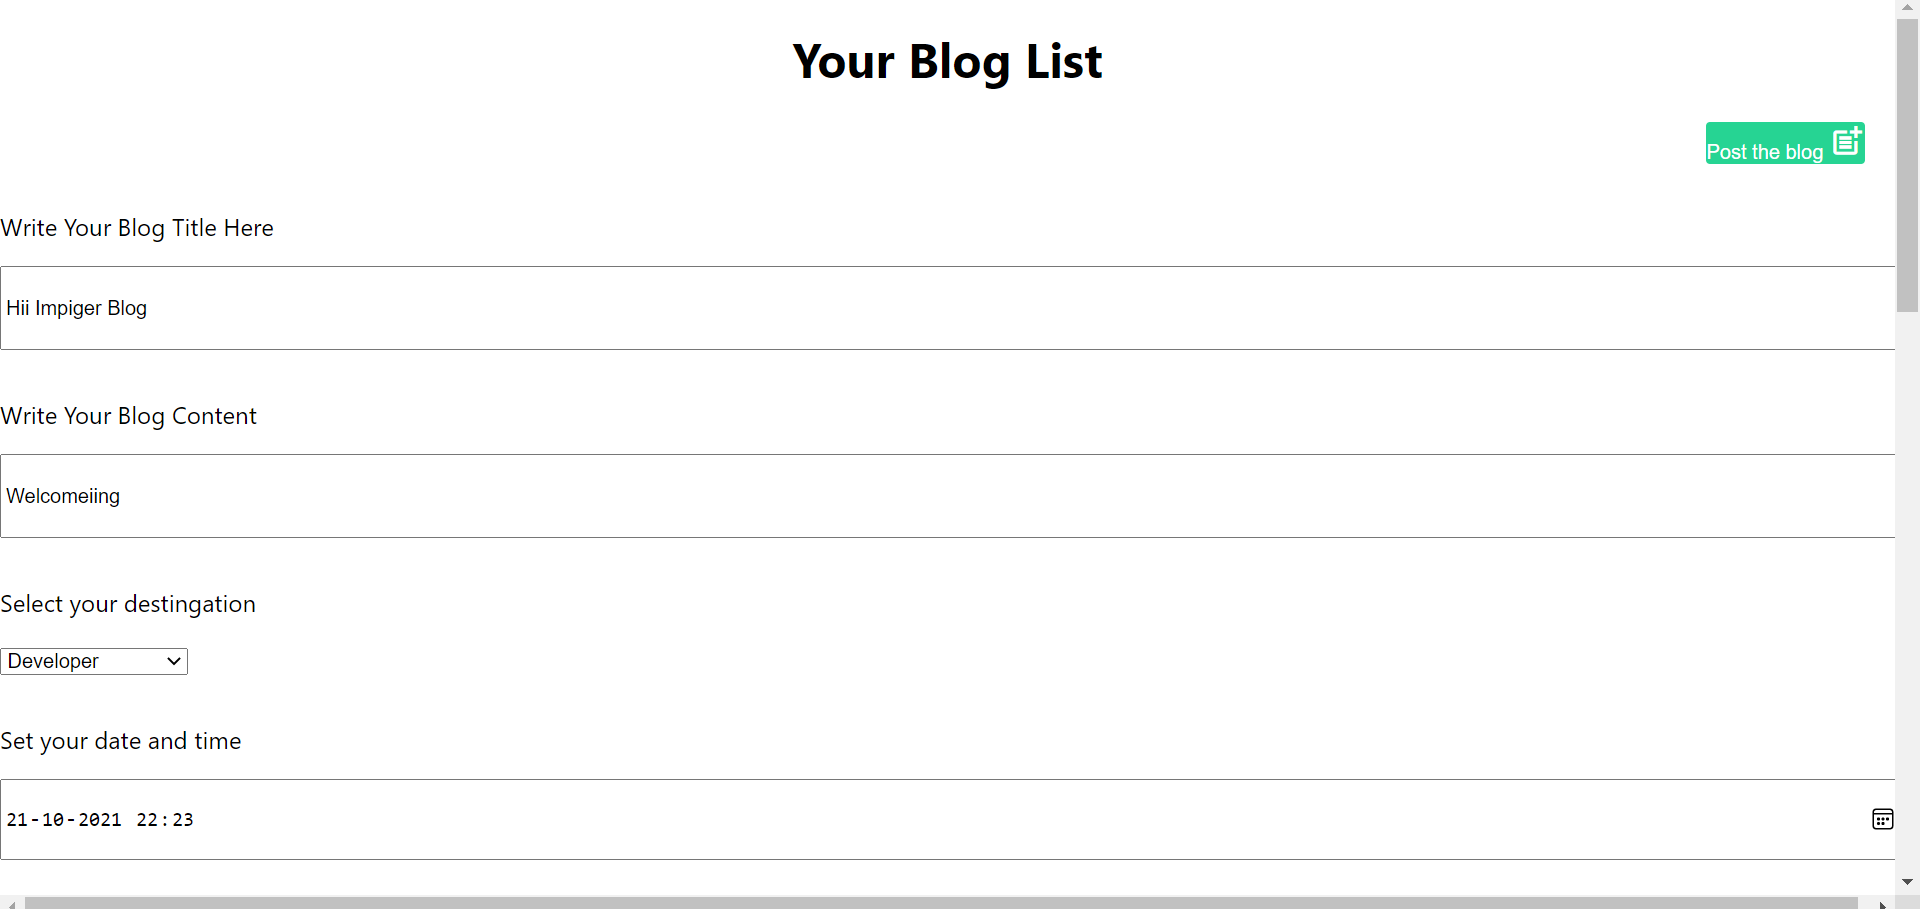 Your Blog List
Post the blog
Write Your Blog Title Here
Hii Impiger Blog
Write Your Blog Content
Welcomeiing
Select your destingation
Developer
Set your date and time
21-10-2021 22:23